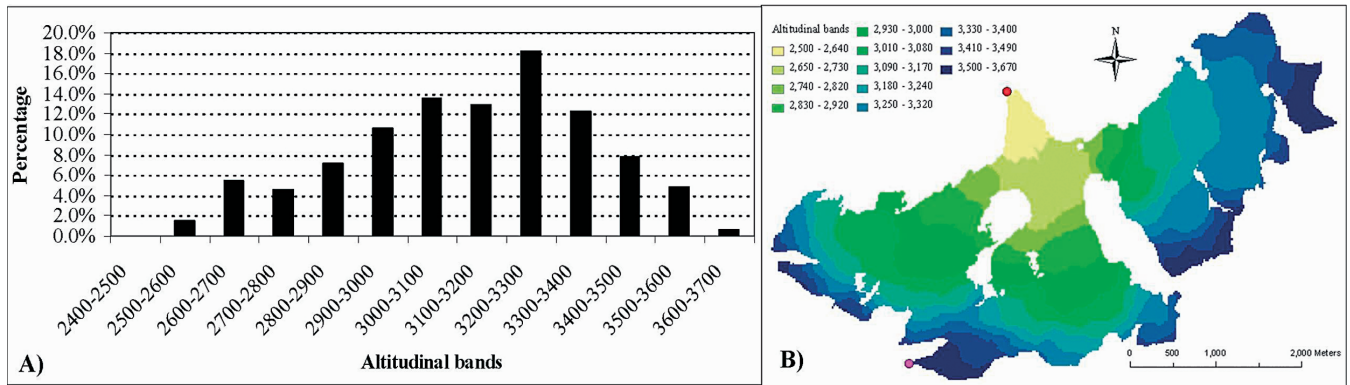 20.0%
18.0%
16.0%
14.0%
12.0%
10.0%
8.0%
6.0%
4.0%
2.0%
0.0%
Percentage
2400-2500
2500-2600
2600-2700
2700-2800
2800-2900
2900-3000
3000-3100
3100-3200
3200-3300
3300-3400
3400-3500
3500-3600
3600-3700
A)
Altitudinal bands
Altitudinal bands
2,500 - 2,640
2,650 - 2,730
2,740 - 2,820
2,830 - 2,920
2,930 - 3,000
3,010 - 3,080
3,090 - 3,170
3,180 - 3,240
3,250 - 3,320
3,330 - 3,400
3,410 - 3,490
3,500 - 3,670
N
B)
0 500 1,000 2,000 Meters